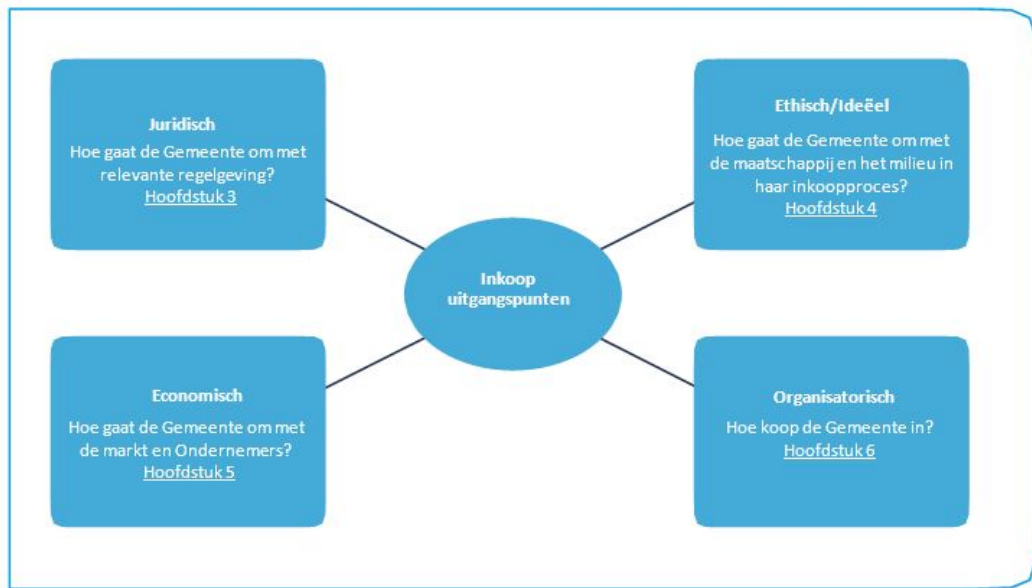 Juridisch
Hoe gaat de Gemeente om met
relevante regelgeving?
Hoofdstuk 3
Ethisch/Ideëel
Hoe gaat de Gemeente om met
de maatschappij en het milieu in
haar inkoopproces?
Hoofdstuk 4
Inkoop
uitgangspunten
Economisch
Hoe gaat de Gemeente om met
de markt en Ondernemers?
Hoofdstuk 5
Organisatorisch
Hoe koop de Gemeente in?
Hoofdstuk 6